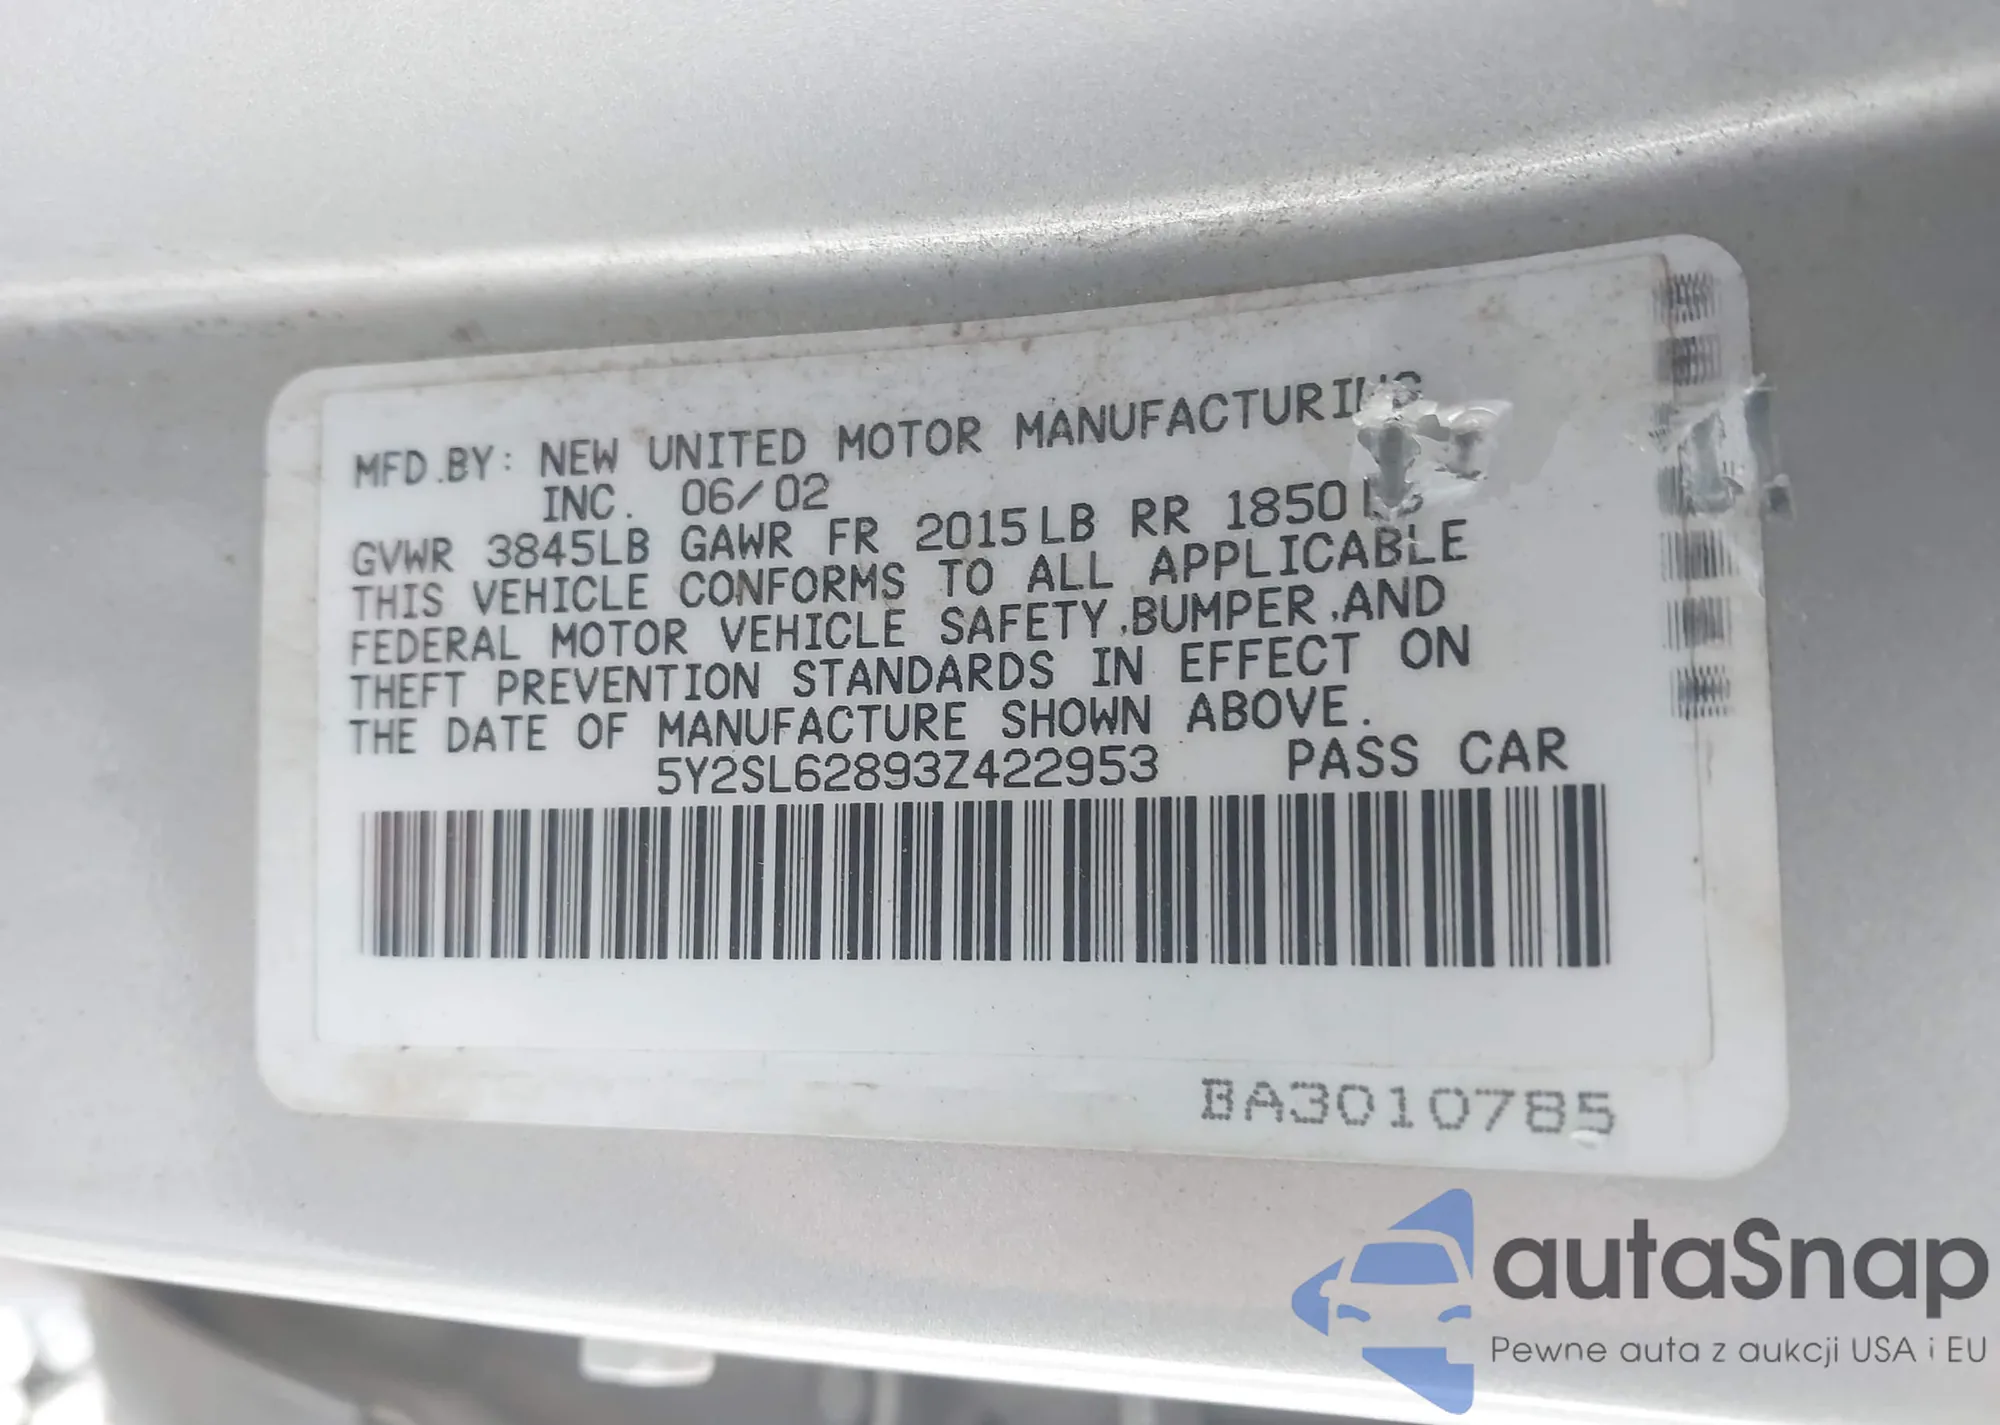 MFD.BY: NEW UNITED MOTOR MANUFACTURING
INC. 06/02
GVWR 3845LB GAWR FR 2015LB RR 1850LB
THIS VEHICLE CONFORMS TO ALL APPLICABLE
FEDERAL MOTOR VEHICLE SAFETY,BUMPER,AND
THEFT PREVENTION STANDARDS IN EFFECT ON
THE DATE OF MANUFACTURE SHOWN ABOVE.
5Y2SL62893Z422953 PASS CAR
BA3010785
autaSnap
Pewne auta z aukcji USA i EU